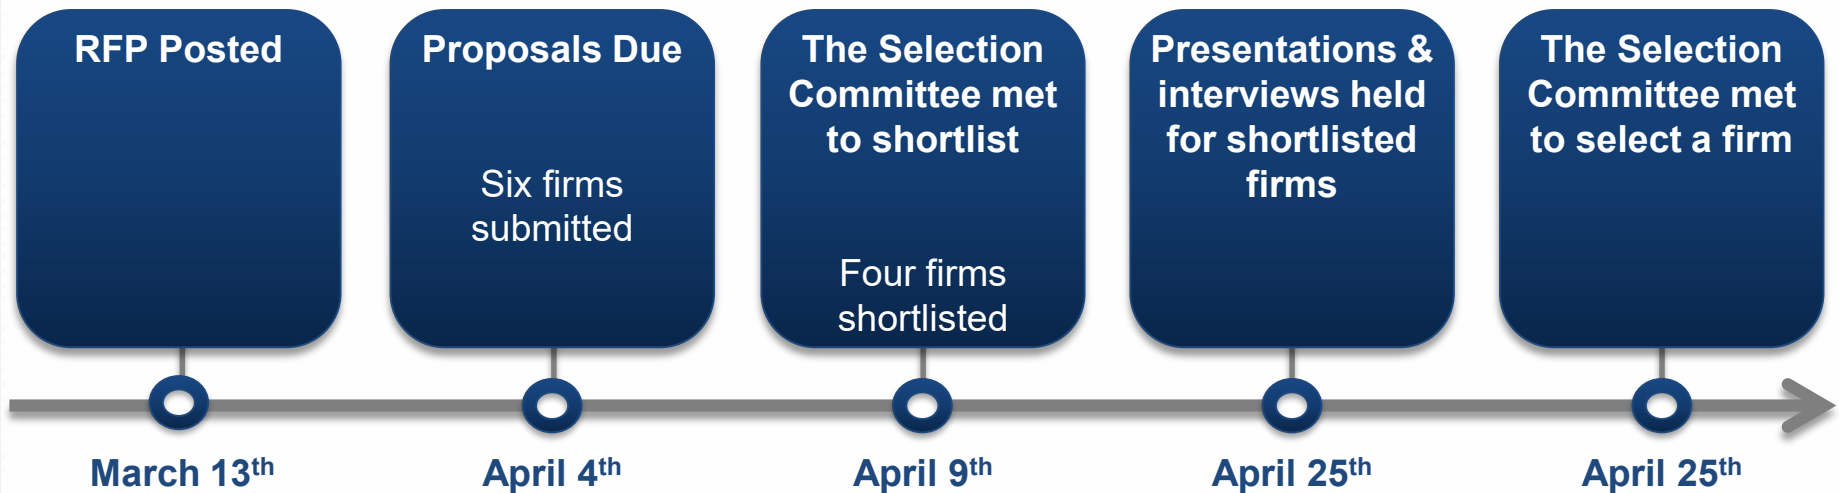 RFP Posted
Proposals Due
Six firms
submitted
The Selection
Committee met
to shortlist
Four firms
shortlisted
Presentations &
interviews held
for shortlisted
firms
The Selection
Committee met
to select a firm
March 13th
April 4th
April 9th
April 25th
April 25th